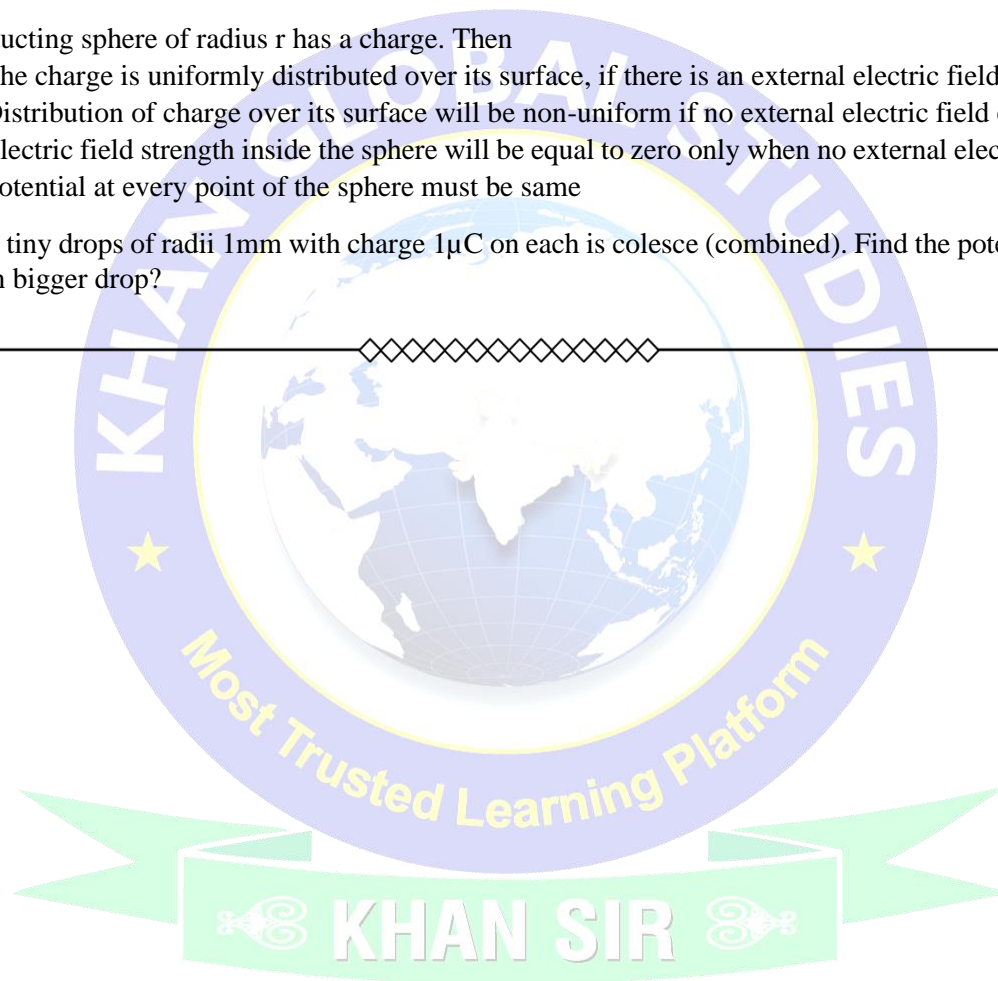 ucting sphere of radius r has a charge. Then
he charge is uniformly distributed over its surface, if there is an external electric field
istribution of charge over its surface will be non-uniform if no external electric field
lectric field strength inside the sphere will be equal to zero only when no external elec
otential at every point of the sphere must be same
tiny drops of radii 1mm with charge 1µC on each is colesce (combined). Find the pote
n bigger drop?
KHAN GLOBAL STUDIES
Most Trusted Learning Platform
KHAN SIR